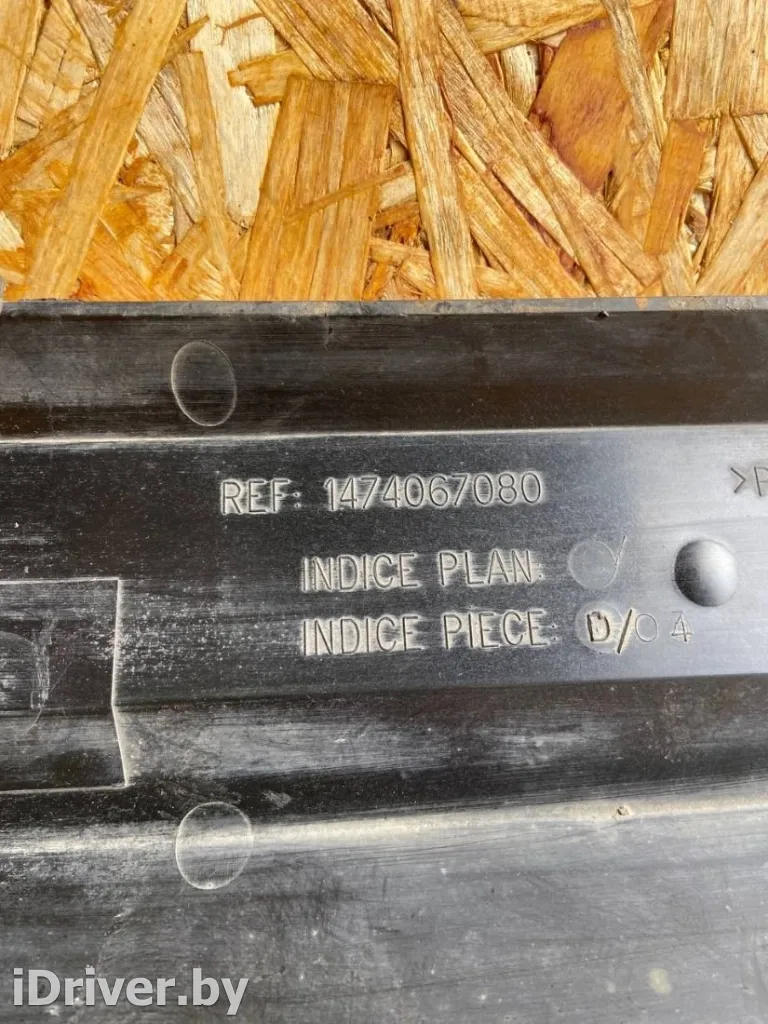 REF: 1474067080
>P
INDICE PLAN:
INDICE PIECE: D/04
iDriver.by